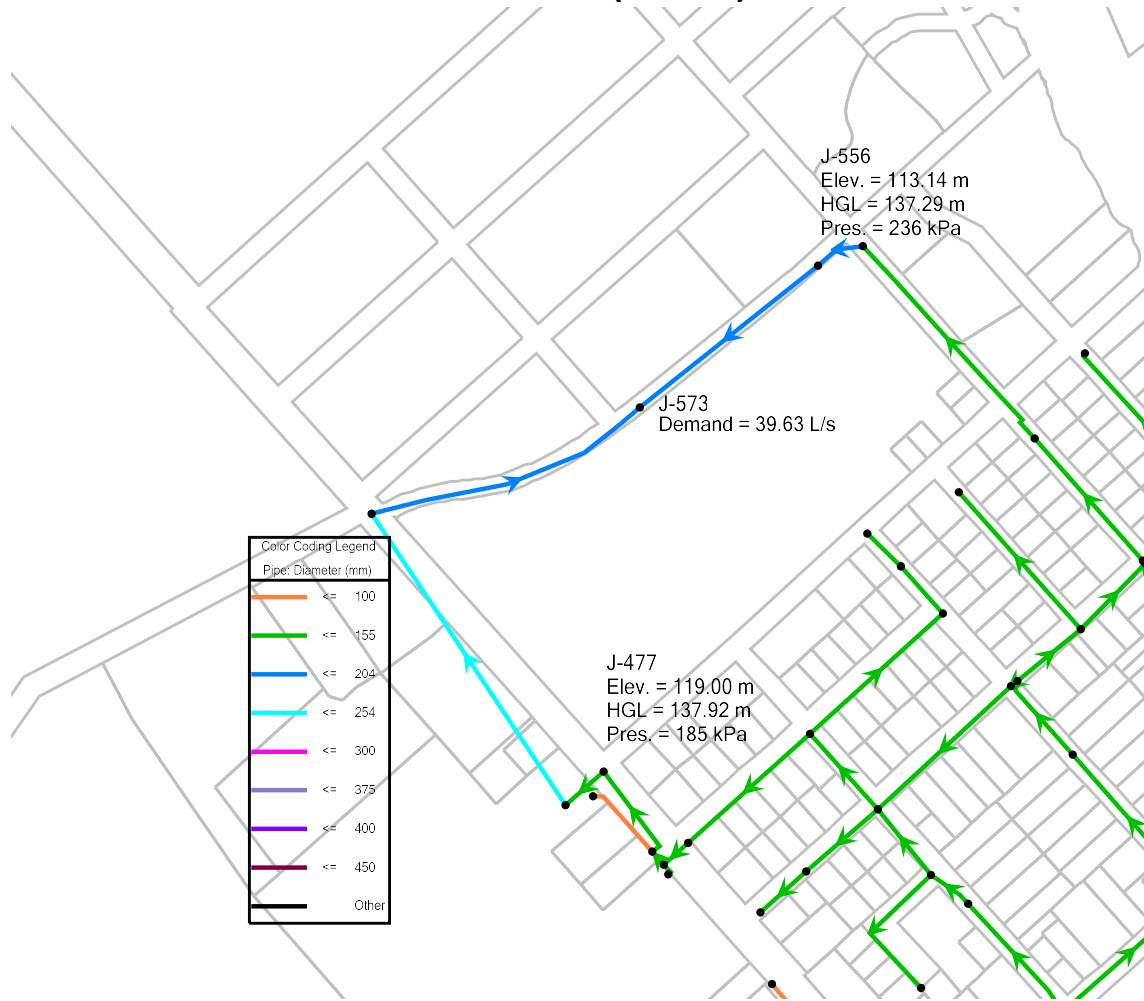 J-556
Elev. = 113.14 m
HGL = 137.29 m
Pres. = 236 kPa
J-573
Demand = 39.63 L/s
Color Coding Legend
Pipe: Diameter (mm)
<= 100
<= 155
<= 204
<= 254
<= 300
<= 375
<= 400
<= 450
Other
J-477
Elev. = 119.00 m
HGL = 137.92 m
Pres. = 185 kPa